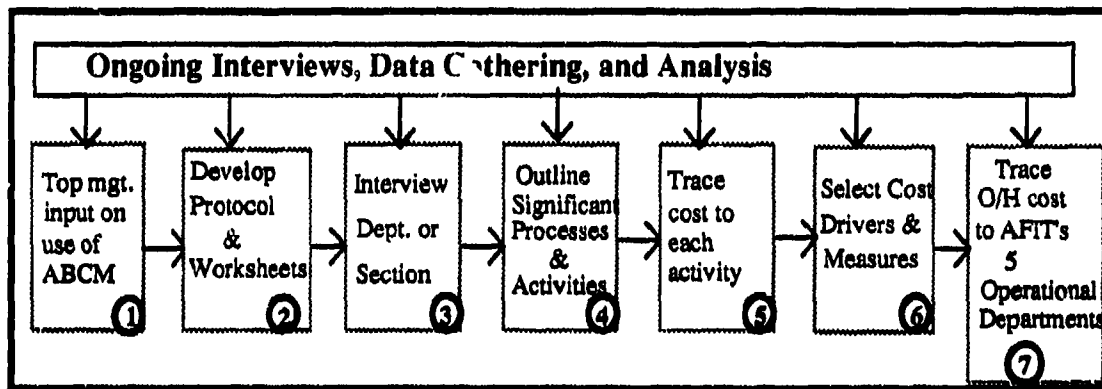 Ongoing Interviews, Data Gathering, and Analysis
Top mgt.
input on
use of
ABCM
1
Develop
Protocol
&
Worksheets
2
Interview
Dept. or
Section
3
Outline
Significant
Processes
&
Activities
4
Trace
cost to
each
activity
5
Select Cost
Drivers &
Measures
6
Trace
O/H cost
to AFIT's
5
Operational
Departments
7